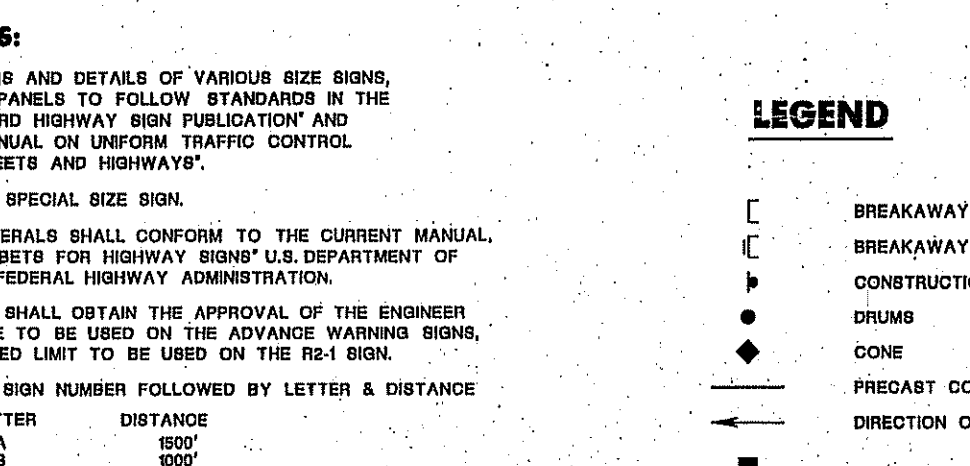 S:
S AND DETAILS OF VARIOUS SIZE SIGNS,
PANELS TO FOLLOW STANDARDS IN THE
RD HIGHWAY SIGN PUBLICATION" AND
NUAL ON UNIFORM TRAFFIC CONTROL
EETS AND HIGHWAYS".
SPECIAL SIZE SIGN.
ERALS SHALL CONFORM TO THE CURRENT MANUAL,
BETS FOR HIGHWAY SIGNS" U.S. DEPARTMENT OF
FEDERAL HIGHWAY ADMINISTRATION.
SHALL OBTAIN THE APPROVAL OF THE ENGINEER
E TO BE USED ON THE ADVANCE WARNING SIGNS,
ED LIMIT TO BE USED ON THE R2-1 SIGN.
SIGN NUMBER FOLLOWED BY LETTER & DISTANCE
TER DISTANCE
A 1500'
B 1000'
LEGEND
BREAKAWAY
BREAKAWAY
CONSTRUCTIO
DRUMS
CONE
PRECAST CO
DIRECTION O